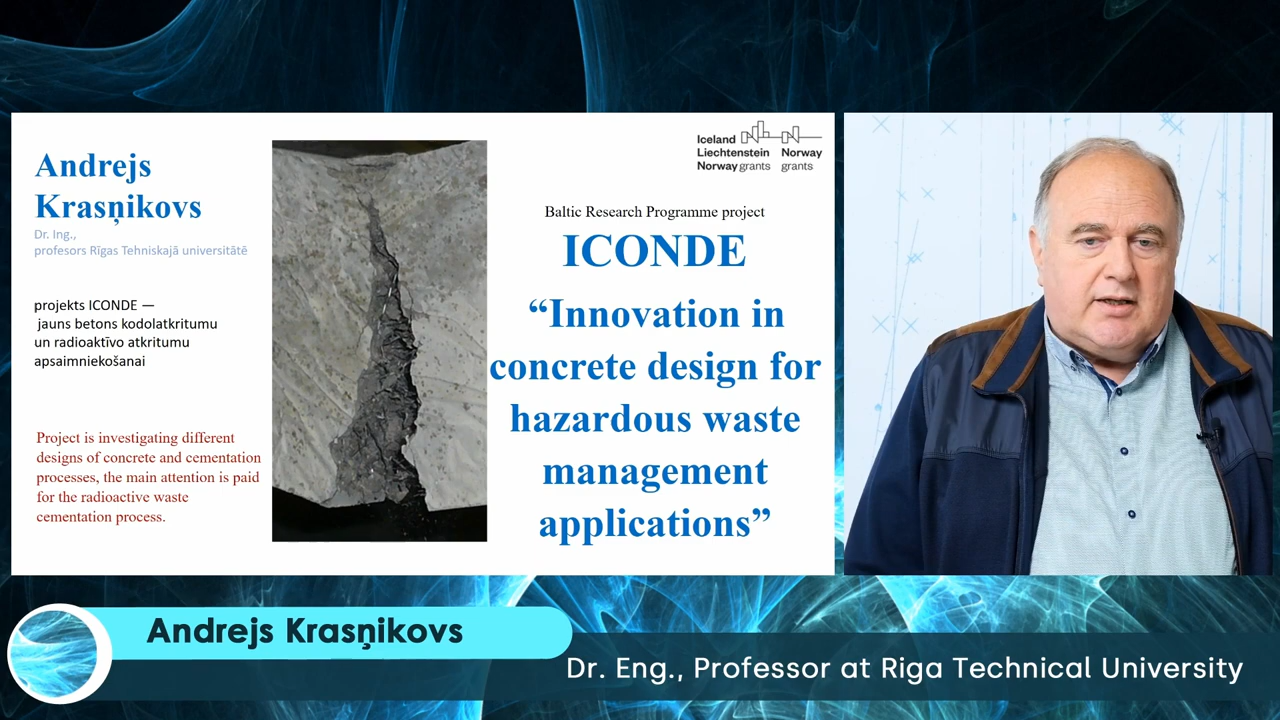 Andrejs
Krasņikovs
Dr. Ing.,
profesors Rīgas Tehniskajā universitātē
projekts ICONDE —
jauns betons kodolatkritumu
un radioaktīvo atkritumu
apsaimniekošanai
Project is investigating different
designs of concrete and cementation
processes, the main attention is paid
for the radioactive waste
cementation process.
Iceland
Liechtenstein
Norway grants
Norway
grants
Baltic Research Programme project
ICONDE
“Innovation in
concrete design for
hazardous waste
management
applications”
Andrejs Krasņikovs
Dr. Eng., Professor at Riga Technical University